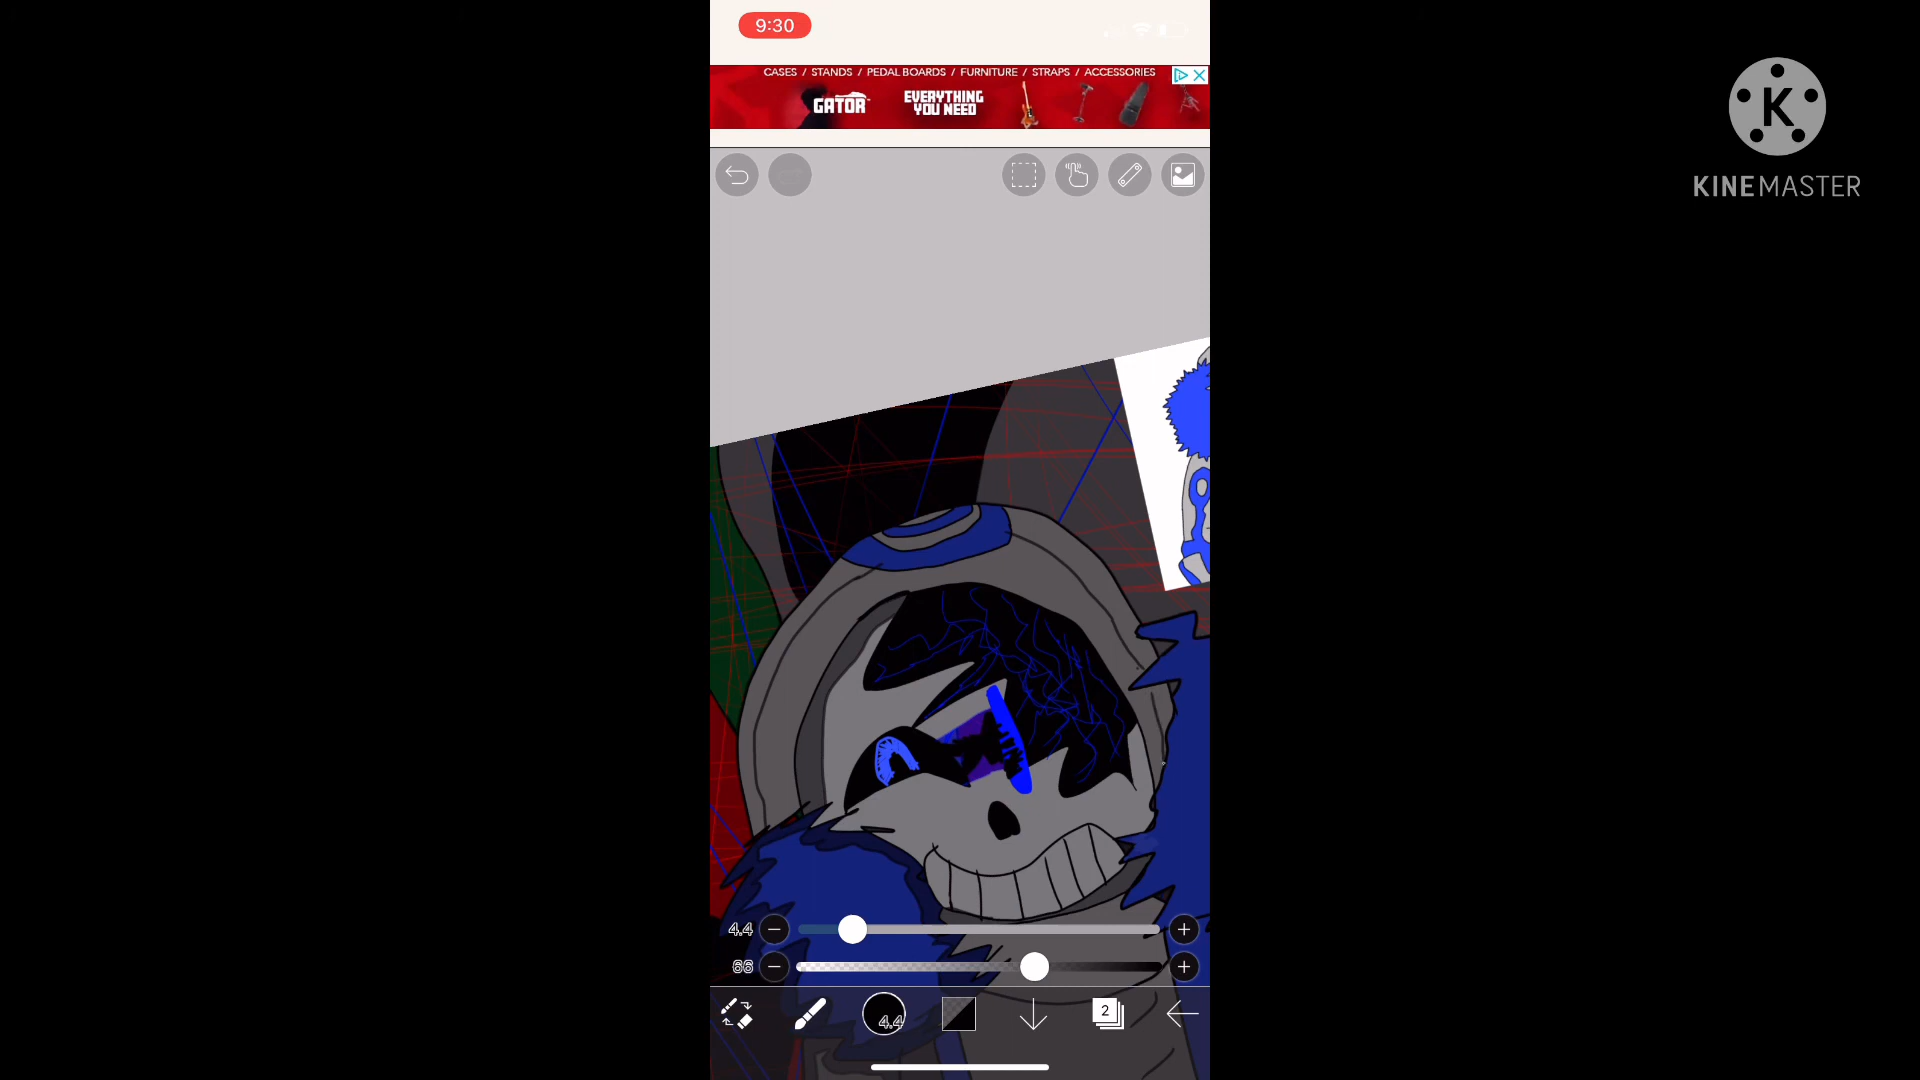 9:30
CASES / STANDS / PEDAL BOARDS / FURNITURE / STRAPS / ACCESSORIES
GATOR
EVERYTHING
YOU NEED
K
KINEMASTER
4.4
66
4.4
2